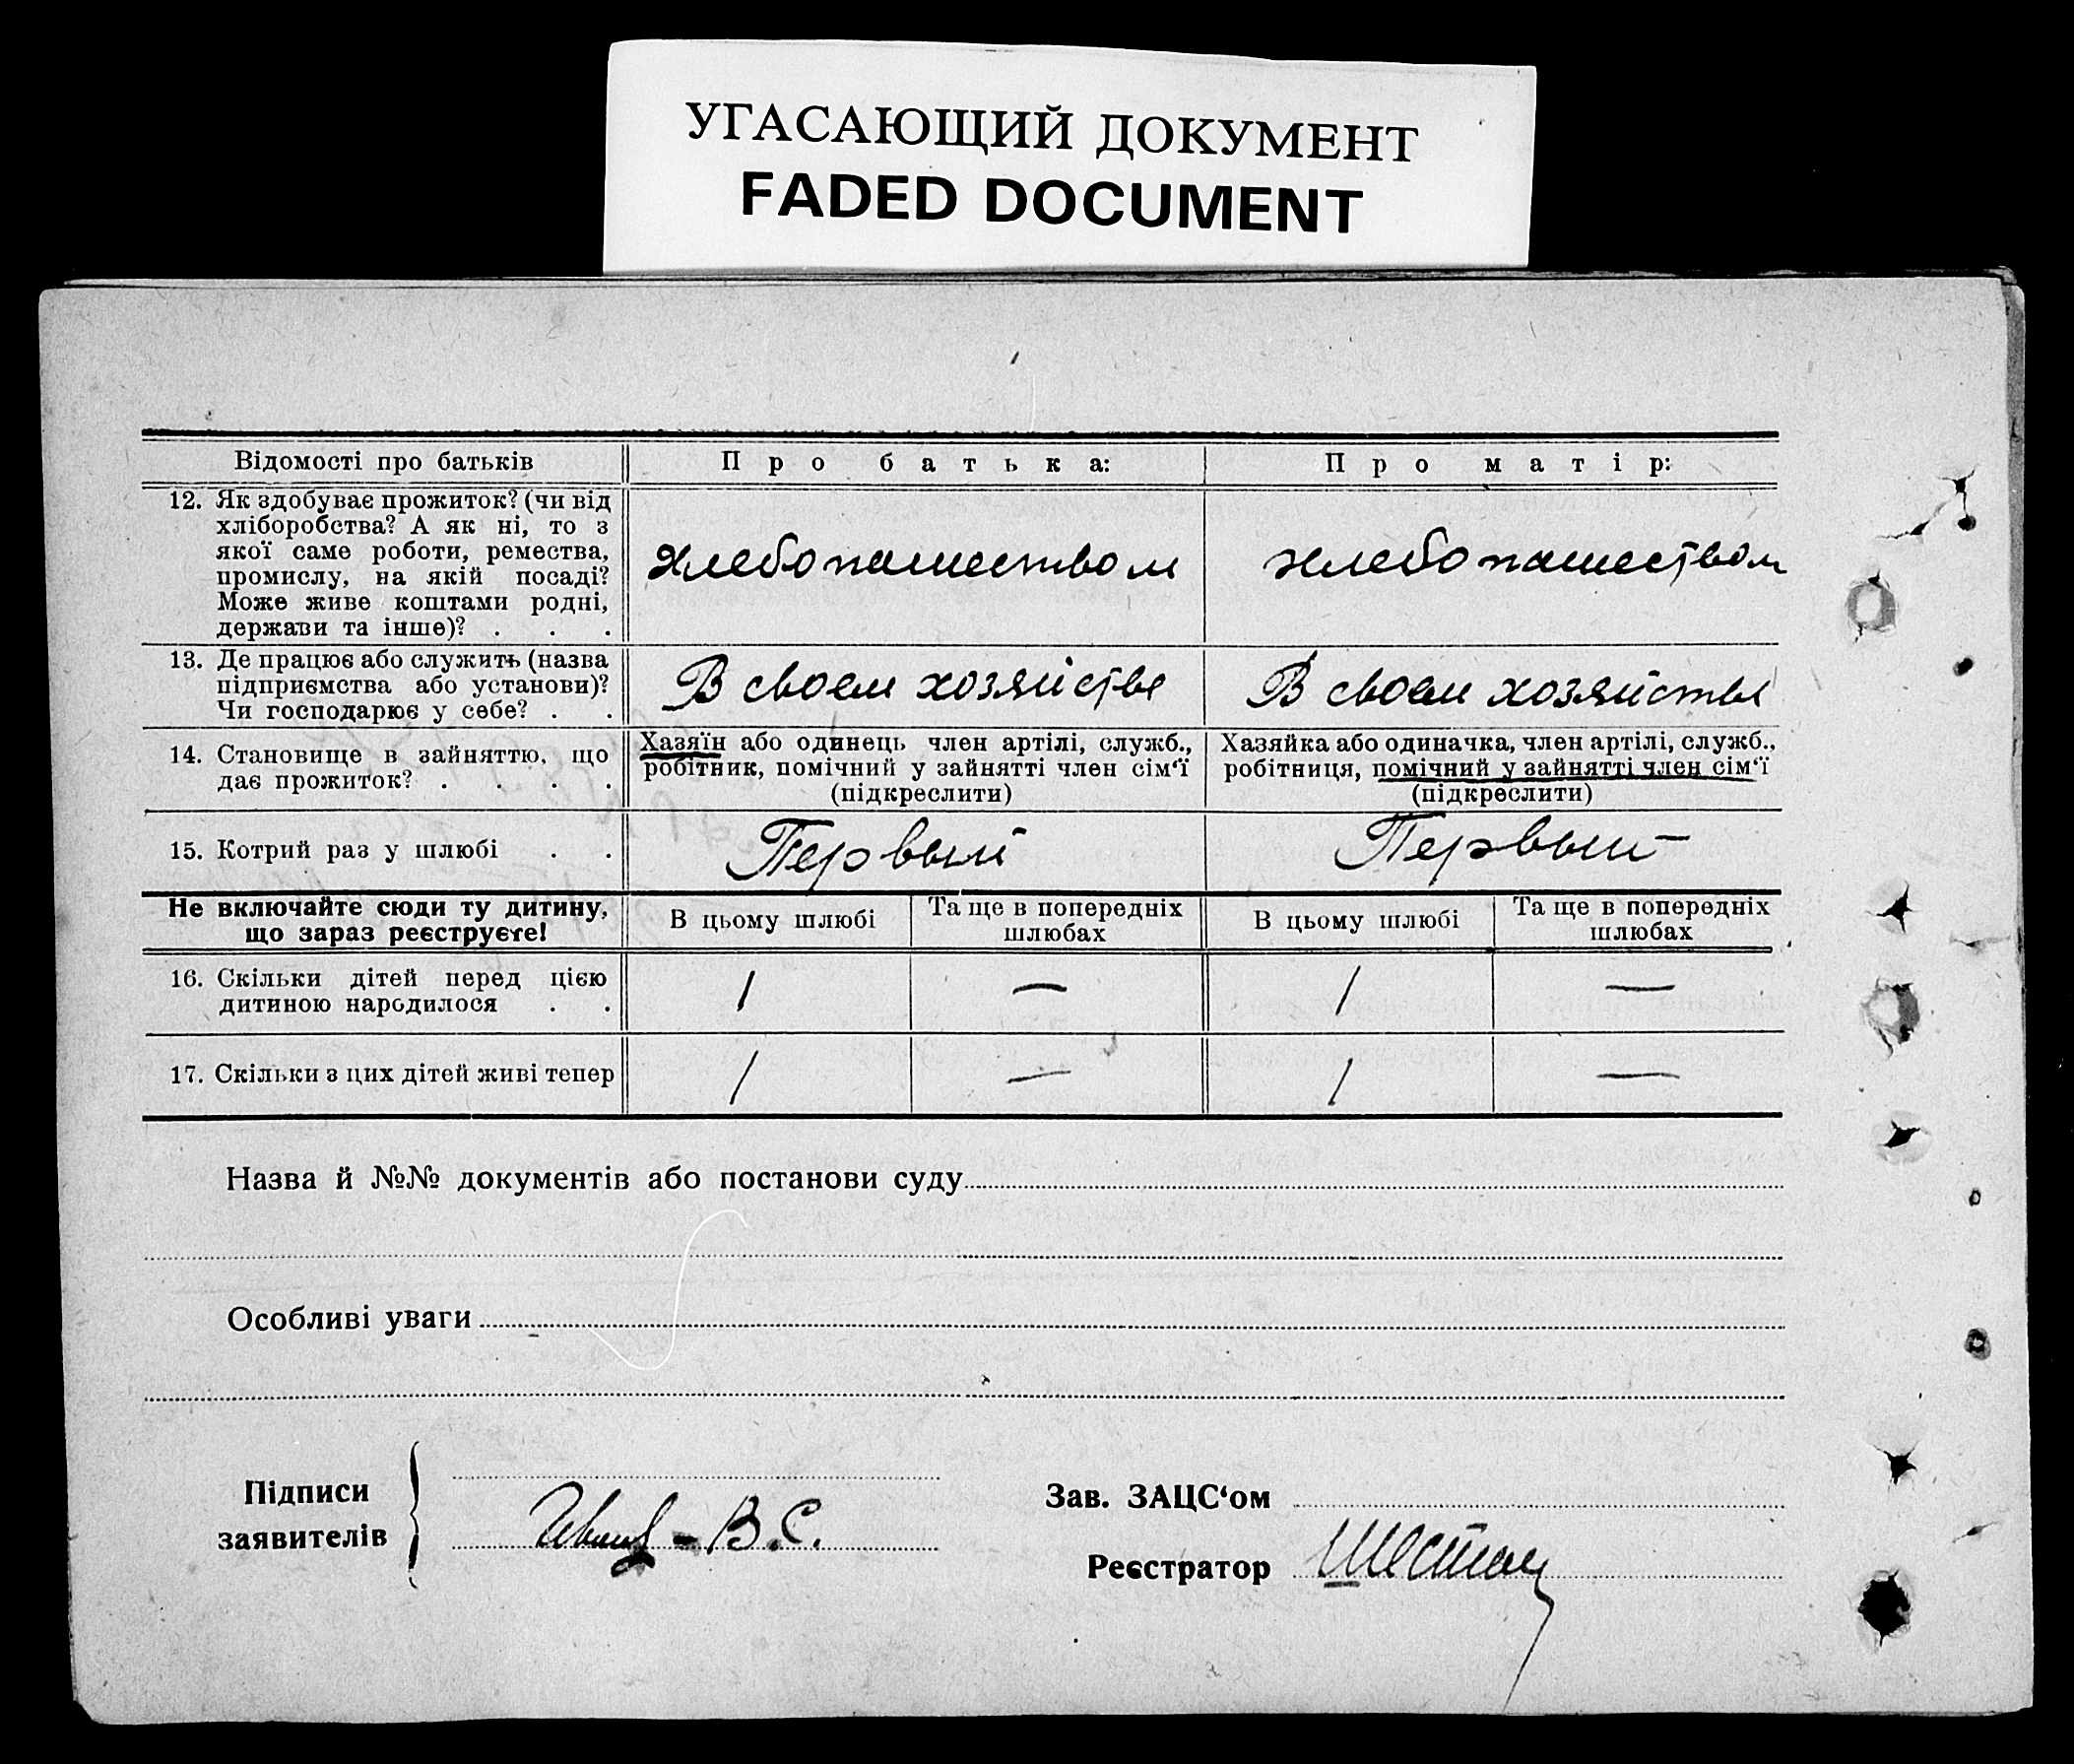 УГАСАЮЩИЙ ДОКУМЕНТ
FADED DOCUMENT
Відомості про батьків
Про батька:
Про матір:
12. Як здобуває прожиток? (чи від
хліборобства? А як ні, то з
якої саме роботи, ремества,
промислу, на якій посаді?
Може живе коштами родні,
держави та інше)? . . .
Хлебопашеством
Хлебопашеством
13. Де працює або служить (назва
підприємства або установи)?
Чи господарює у себе? . .
В своем хозяйстве
В своем хозяйстве
14. Становище в зайняттю, що
дає прожиток? . . . .
Хазяїн або одинець член артілі, служб.,
робітник, помічний у зайнятті член сім‘ї
(підкреслити)
Хазяйка або одиначка, член артілі, служб.,
робітниця, помічний у зайнятті член сім‘ї
(підкреслити)
15. Котрий раз у шлюбі . .
Первый
Первый
Не включайте сюди ту дитину,
що зараз реєструєте!
В цьому шлюбі
Та ще в попередніх
шлюбах
В цьому шлюбі
Та ще в попередніх
шлюбах
16. Скільки дітей перед цією
дитиною народилося . .
1
—
1
—
17. Скільки з цих дітей живі тепер
1
—
1
—
Назва й №№ документів або постанови суду
Особливі уваги
Підписи
заявителів
В.С.
Зав. ЗАЦС‘ом
Реєстратор